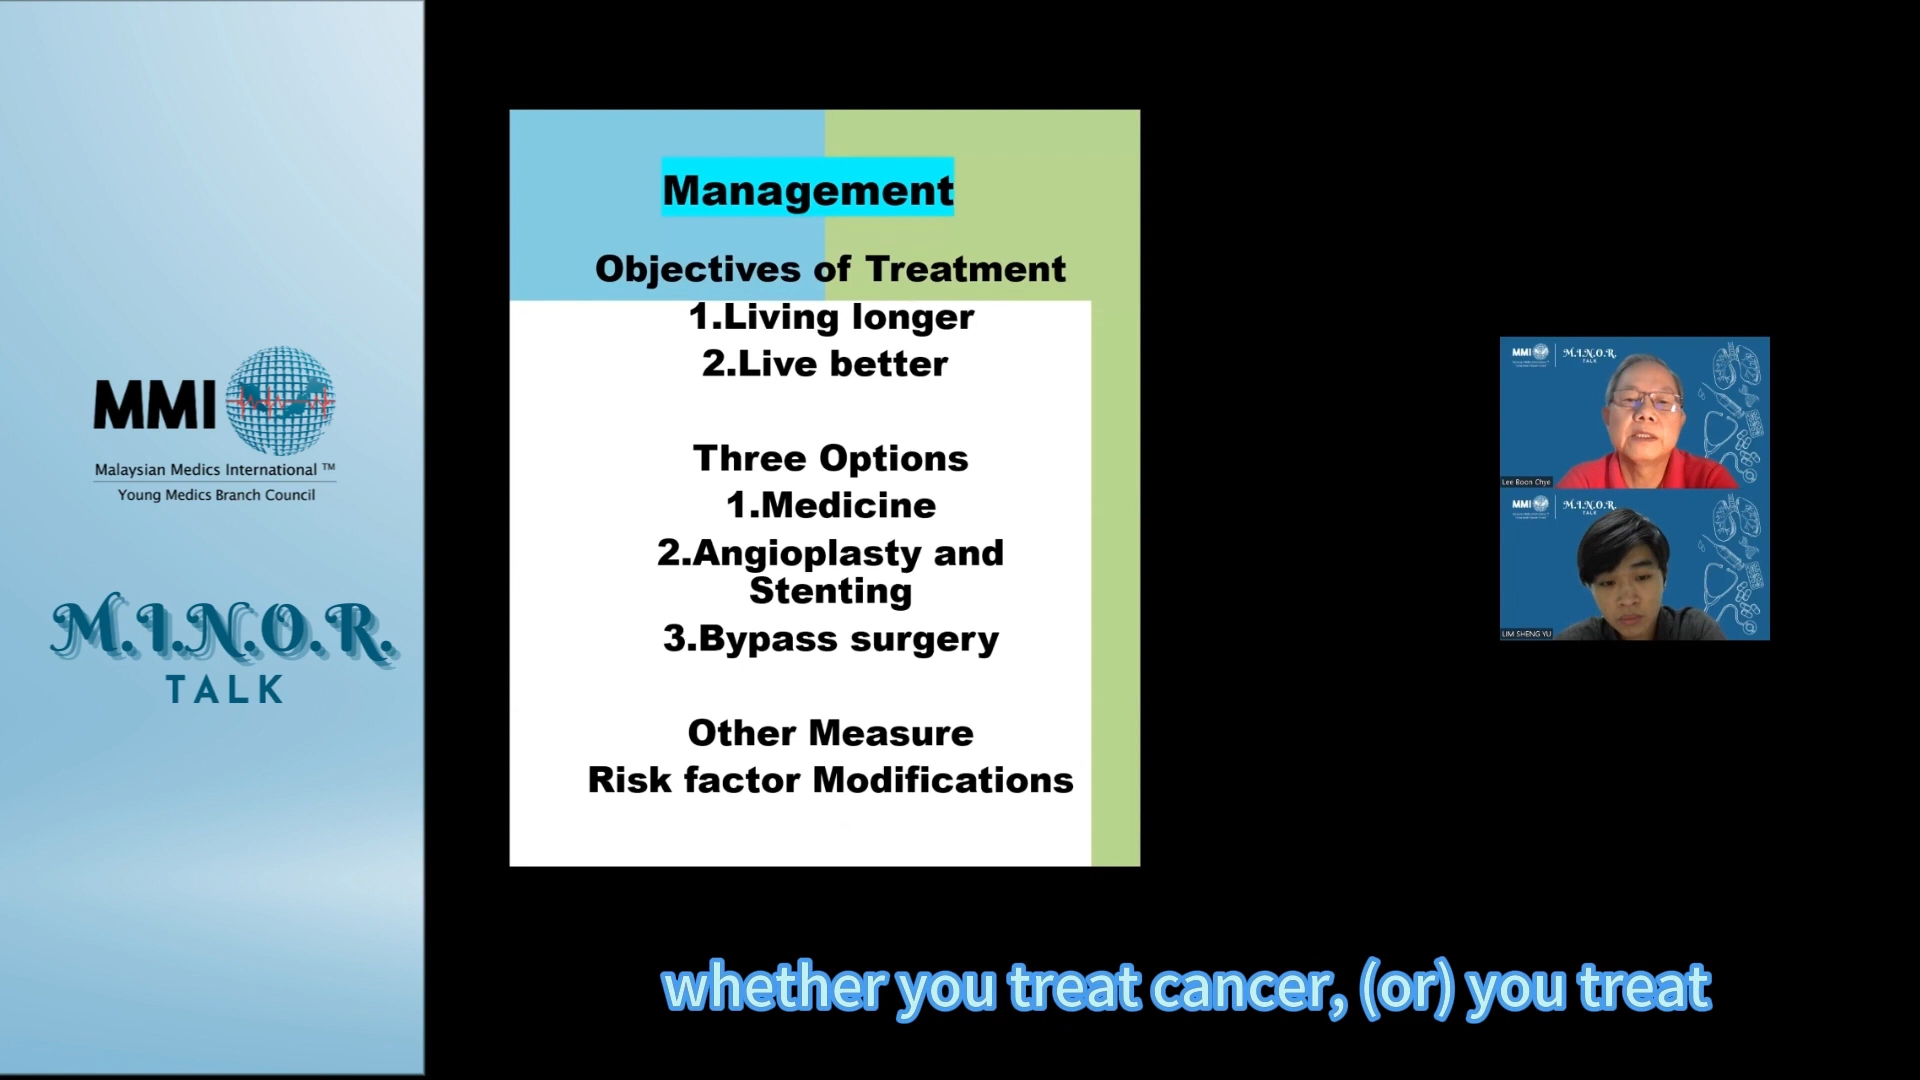 MMI
Malaysian Medics International ™
Young Medics Branch Council
M.I.N.O.R.
TALK
Management
Objectives of Treatment
1.Living longer
2.Live better
Three Options
1.Medicine
2.Angioplasty and
Stenting
3.Bypass surgery
Other Measure
Risk factor Modifications
MMI
M.I.N.O.R.
TALK
Lee Boon Chye
MMI
M.I.N.O.R.
TALK
LIM SHENG YU
whether you treat cancer, (or) you treat